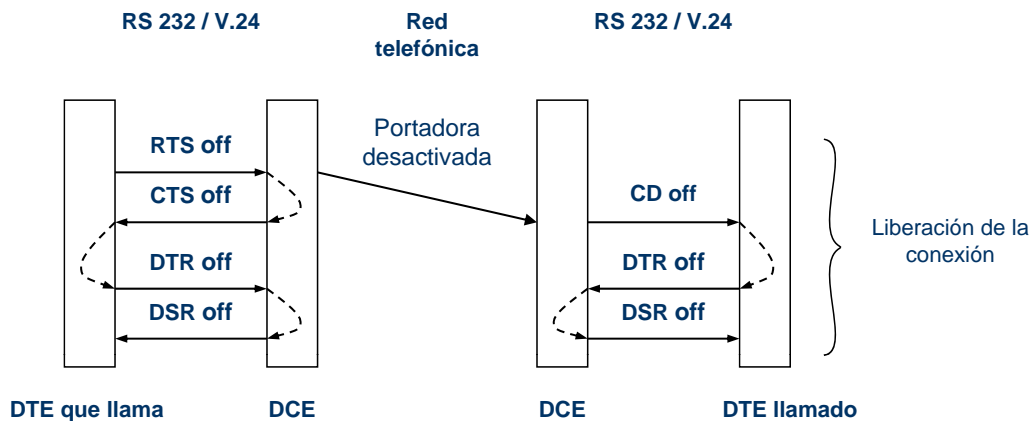 RS 232 / V.24
Red
telefónica
RS 232 / V.24
RTS off
CTS off
DTR off
DSR off
Portadora
desactivada
CD off
DTR off
DSR off
Liberación de la
conexión
DTE que llama
DCE
DCE
DTE llamado